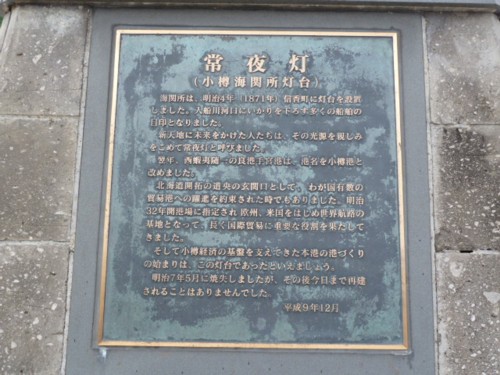 常夜灯
（小樽海関所灯台）
海関所は、明治4年（1871年）信香町に灯台を設置
しました。入船川河口にいかりを下ろす多くの船舶の
目印となりました。
新天地に未来をかけた人たちは、その光源を親しみ
をこめて常夜灯と呼びました。
翌年、西蝦夷随一の良港手宮港は、港名を小樽港と
改めました。
北海道開拓の道央の玄関口として、わが国有数の
貿易港への躍進を約束された時でもありました。明治
32年開港場に指定され欧州、米国をはじめ世界航路の
基地となって、長く国際貿易に重要な役割を果たして
きました。
そして小樽経済の基盤を支えてきた本港の港づくり
の始まりは、この灯台であったといえましょう。
明治7年5月に焼失しましたが、その後今日まで再建
されることはありませんでした。
平成9年12月